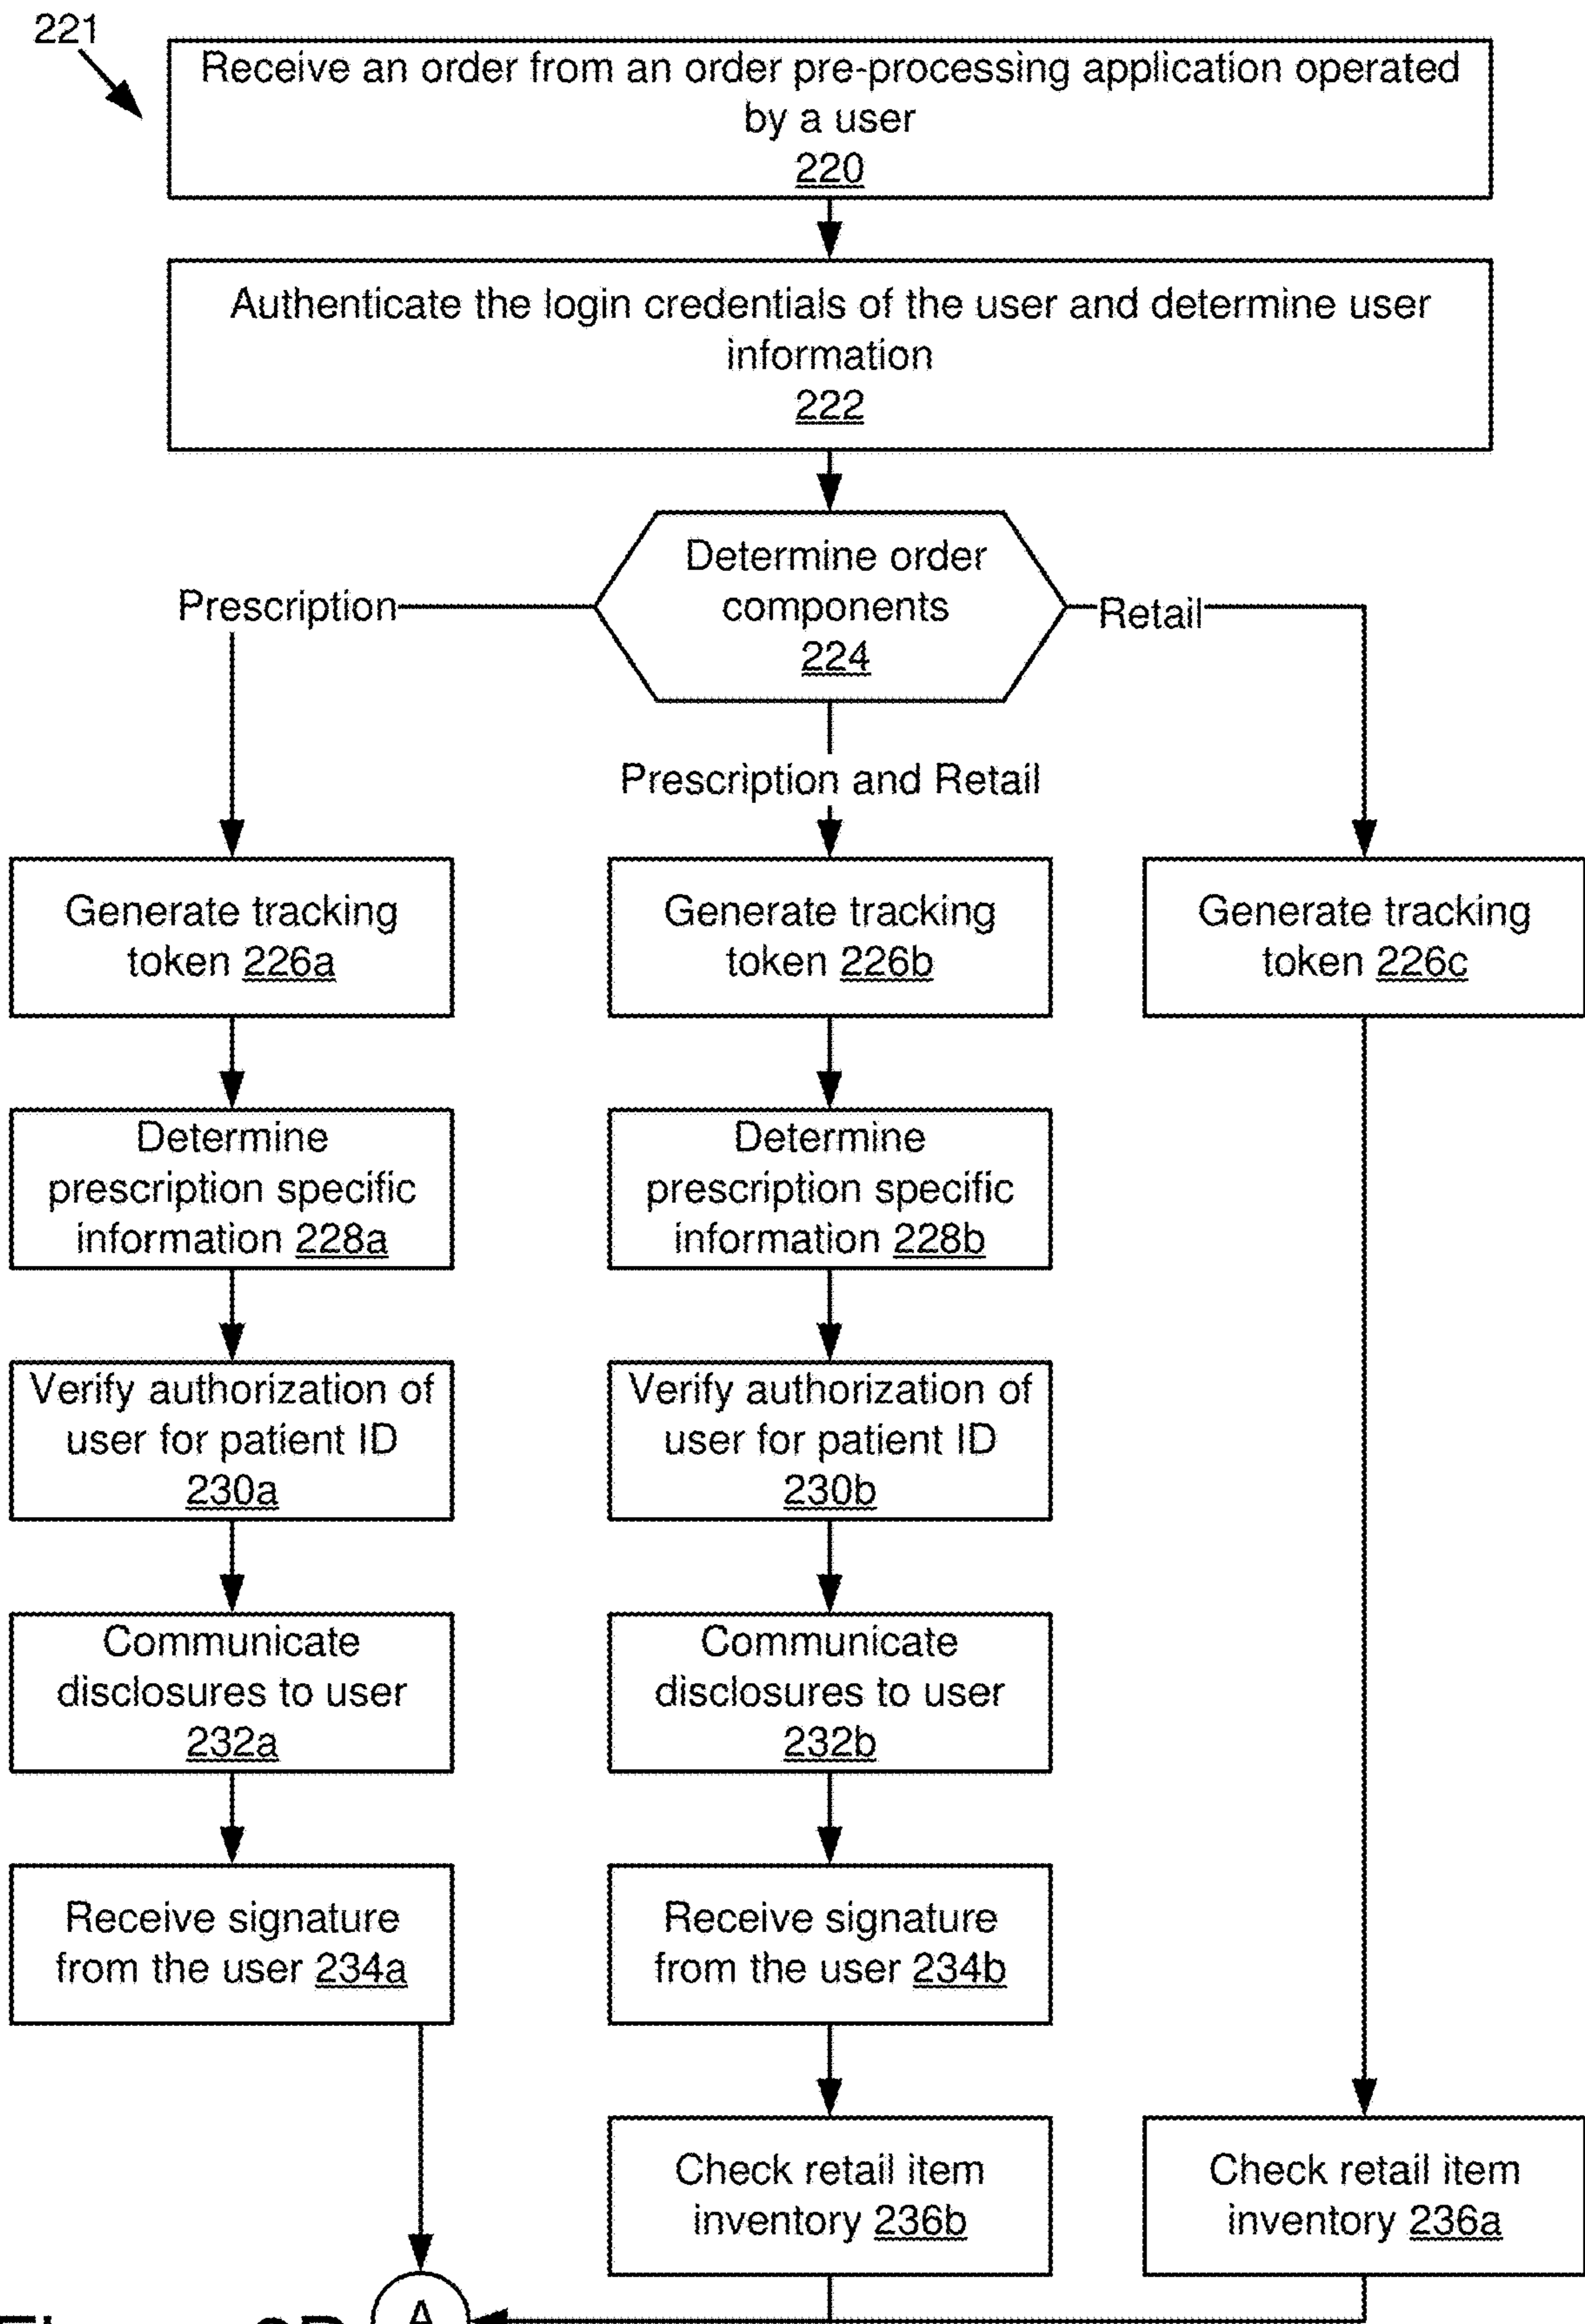 221
Receive an order from an order pre-processing application operated
by a user
220
Authenticate the login credentials of the user and determine user
information
222
Determine order
components
224
Prescription
Retail
Prescription and Retail
Generate tracking
token 226a
Generate tracking
token 226b
Generate tracking
token 226c
Determine
prescription specific
information 228a
Determine
prescription specific
information 228b
Verify authorization of
user for patient ID
230a
Verify authorization of
user for patient ID
230b
Communicate
disclosures to user
232a
Communicate
disclosures to user
232b
Receive signature
from the user 234a
Receive signature
from the user 234b
Check retail item
inventory 236b
Check retail item
inventory 236a
A